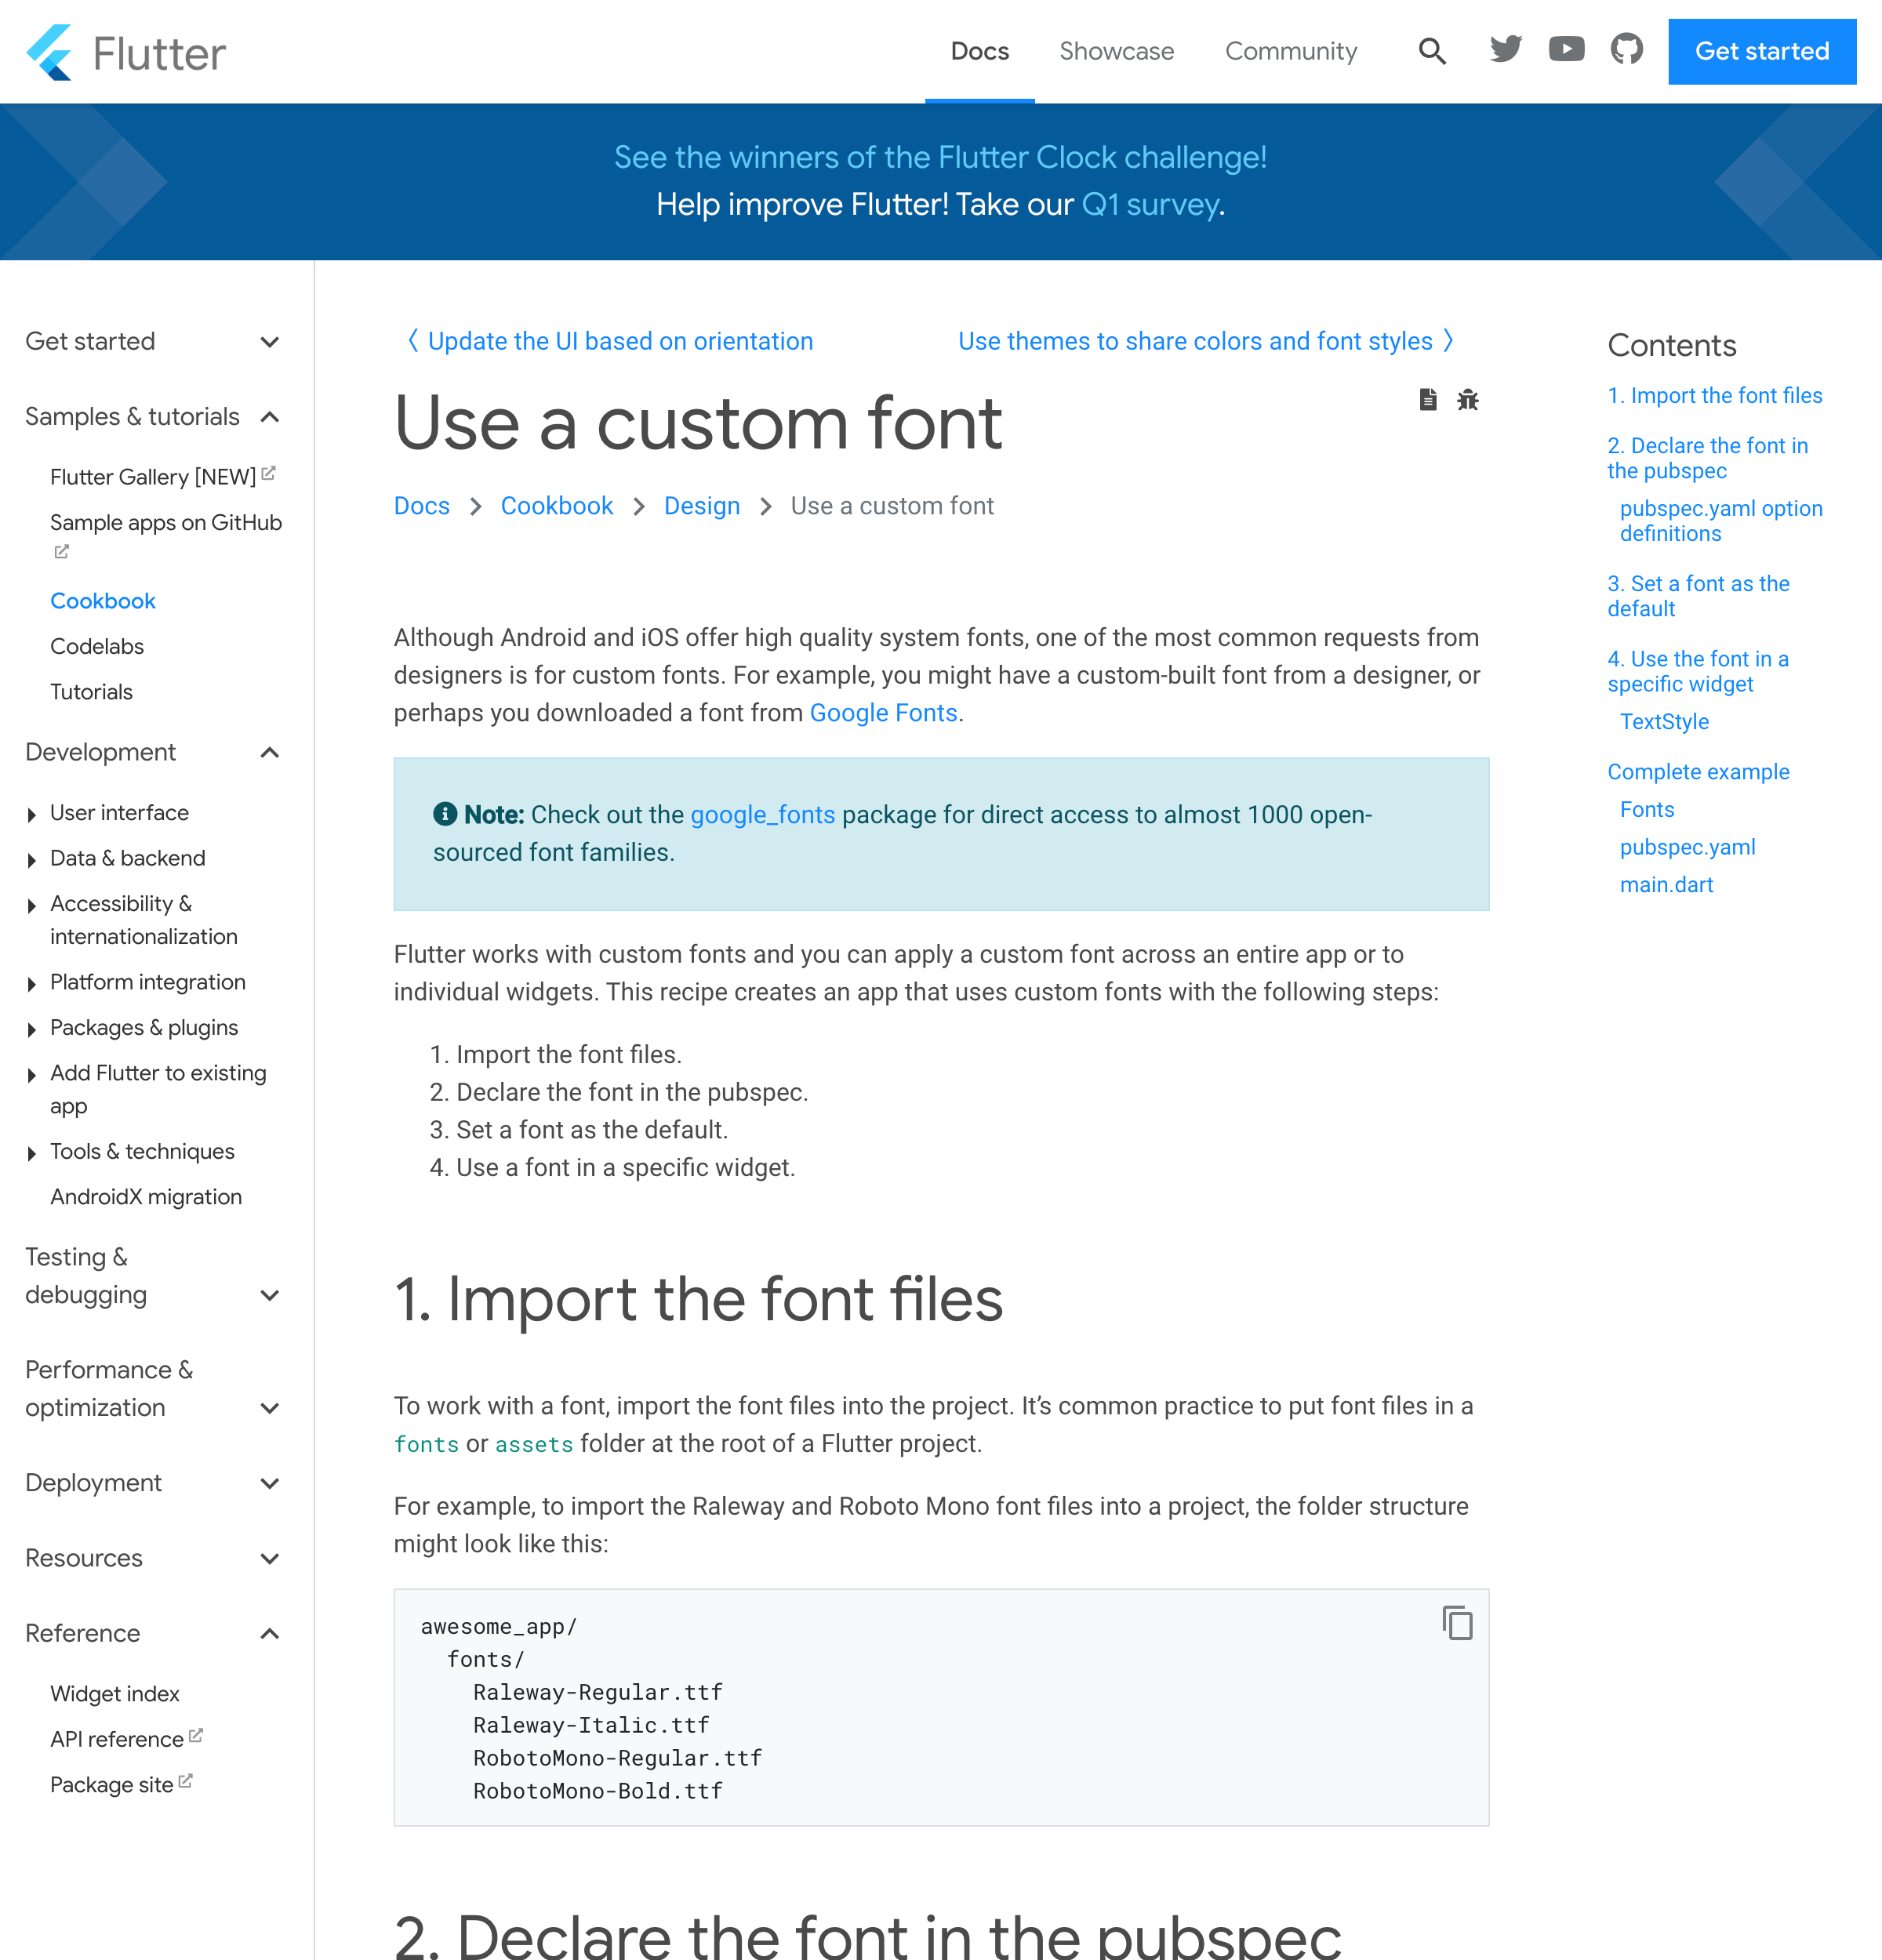 Flutter
Docs
Showcase
Community
Get started
See the winners of the Flutter Clock challenge!
Help improve Flutter! Take our Q1 survey.
Get started
Samples & tutorials
Flutter Gallery [NEW]
Sample apps on GitHub
Cookbook
Codelabs
Tutorials
Development
User interface
Data & backend
Accessibility &
internationalization
Platform integration
Packages & plugins
Add Flutter to existing
app
Tools & techniques
AndroidX migration
Testing &
debugging
Performance &
optimization
Deployment
Resources
Reference
Widget index
API reference
Package site
〈 Update the UI based on orientation
Use themes to share colors and font styles 〉
Use a custom font
Docs > Cookbook > Design > Use a custom font
Although Android and iOS offer high quality system fonts, one of the most common requests from
designers is for custom fonts. For example, you might have a custom-built font from a designer, or
perhaps you downloaded a font from Google Fonts.
Note: Check out the google_fonts package for direct access to almost 1000 open-
sourced font families.
Flutter works with custom fonts and you can apply a custom font across an entire app or to
individual widgets. This recipe creates an app that uses custom fonts with the following steps:
1. Import the font files.
2. Declare the font in the pubspec.
3. Set a font as the default.
4. Use a font in a specific widget.
1. Import the font files
To work with a font, import the font files into the project. It’s common practice to put font files in a
fonts or assets folder at the root of a Flutter project.
For example, to import the Raleway and Roboto Mono font files into a project, the folder structure
might look like this:
awesome_app/
  fonts/
    Raleway-Regular.ttf
    Raleway-Italic.ttf
    RobotoMono-Regular.ttf
    RobotoMono-Bold.ttf
2. Declare the font in the pubspec
Contents
1. Import the font files
2. Declare the font in
the pubspec
pubspec.yaml option
definitions
3. Set a font as the
default
4. Use the font in a
specific widget
TextStyle
Complete example
Fonts
pubspec.yaml
main.dart